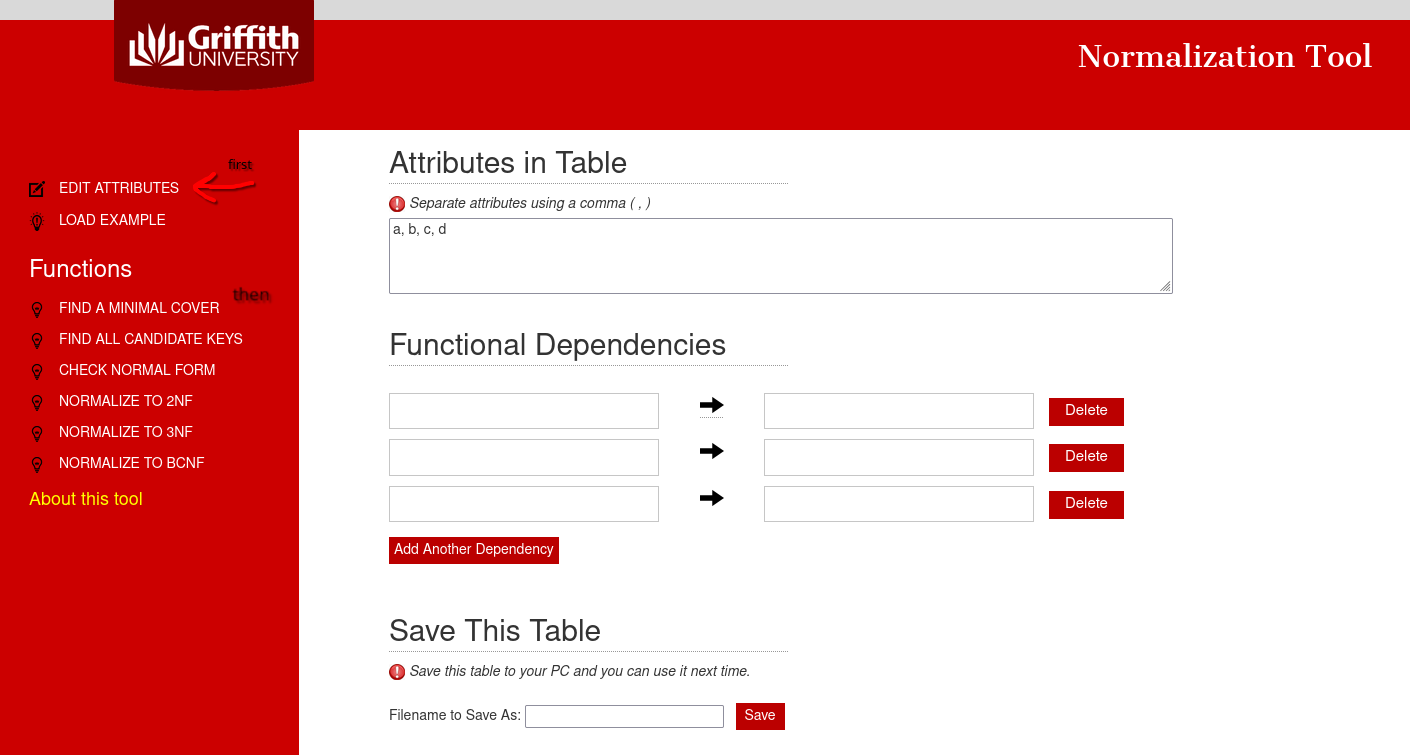 Griffith
UNIVERSITY
Normalization Tool
first
EDIT ATTRIBUTES
LOAD EXAMPLE
Functions
then
FIND A MINIMAL COVER
FIND ALL CANDIDATE KEYS
CHECK NORMAL FORM
NORMALIZE TO 2NF
NORMALIZE TO 3NF
NORMALIZE TO BCNF
About this tool
Attributes in Table
Separate attributes using a comma ( , )
a, b, c, d
Functional Dependencies
Delete
Delete
Delete
Add Another Dependency
Save This Table
Save this table to your PC and you can use it next time.
Filename to Save As: Save